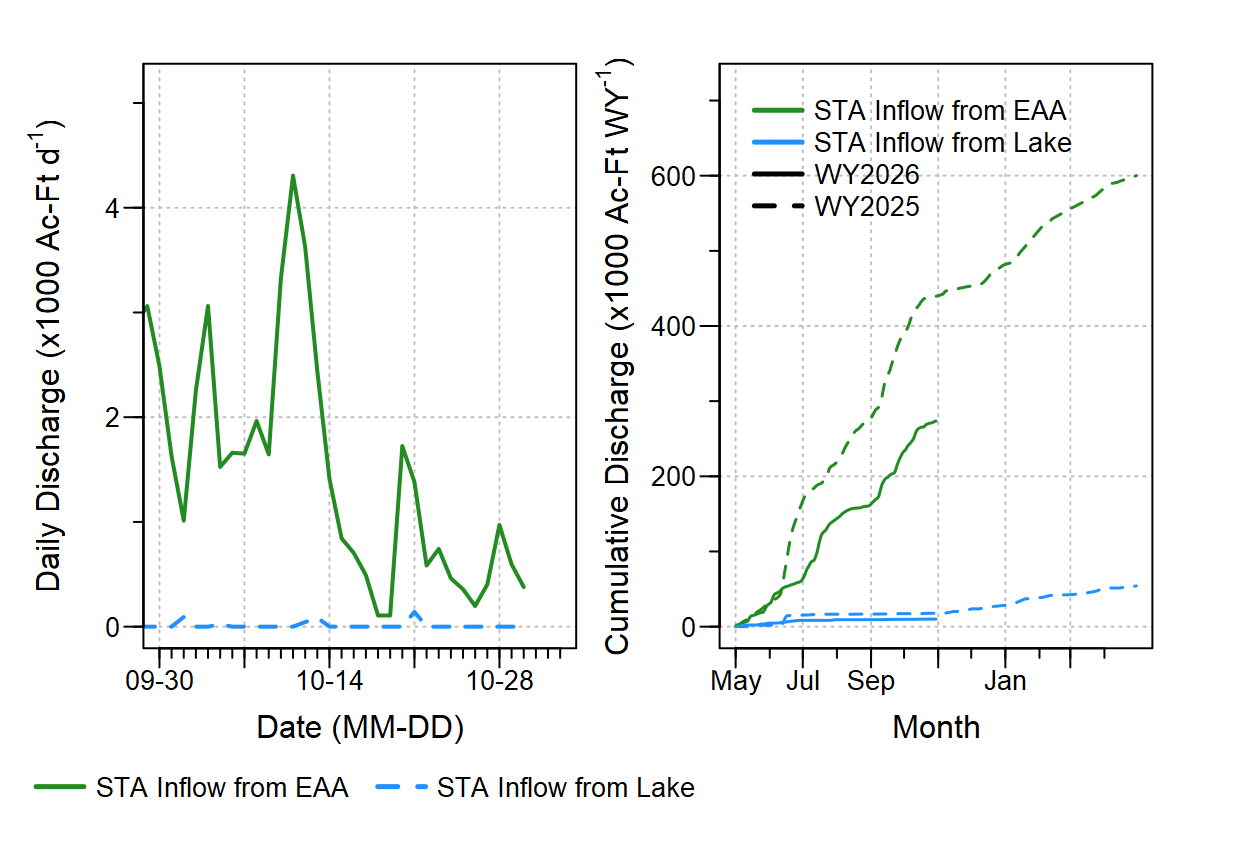 Daily Discharge (x1000 Ac-Ft d⁻¹)
4
2
0
09-30 10-14 10-28
Date (MM-DD)
STA Inflow from EAA STA Inflow from Lake
Cumulative Discharge (x1000 Ac-Ft WY⁻¹)
600
400
200
0
STA Inflow from EAA
STA Inflow from Lake
WY2026
WY2025
May Jul Sep Jan
Month